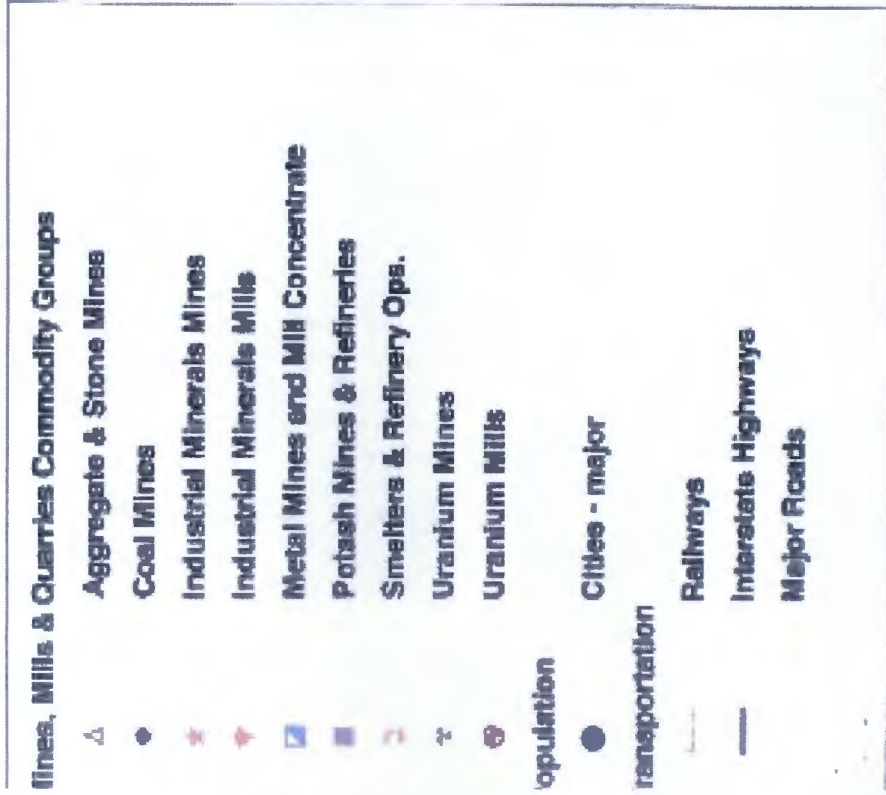 lines, Mills & Quarries Commodity Groups
Aggregate & Stone Mines
Coal Mines
Industrial Minerals Mines
Industrial Minerals Mills
Metal Mines and Mill Concentrate
Potash Mines & Refineries
Smelters & Refinery Ops.
Uranium Mines
Uranium Mills
opulation
Cities - major
ransportation
Railways
Interstate Highways
Major Roads